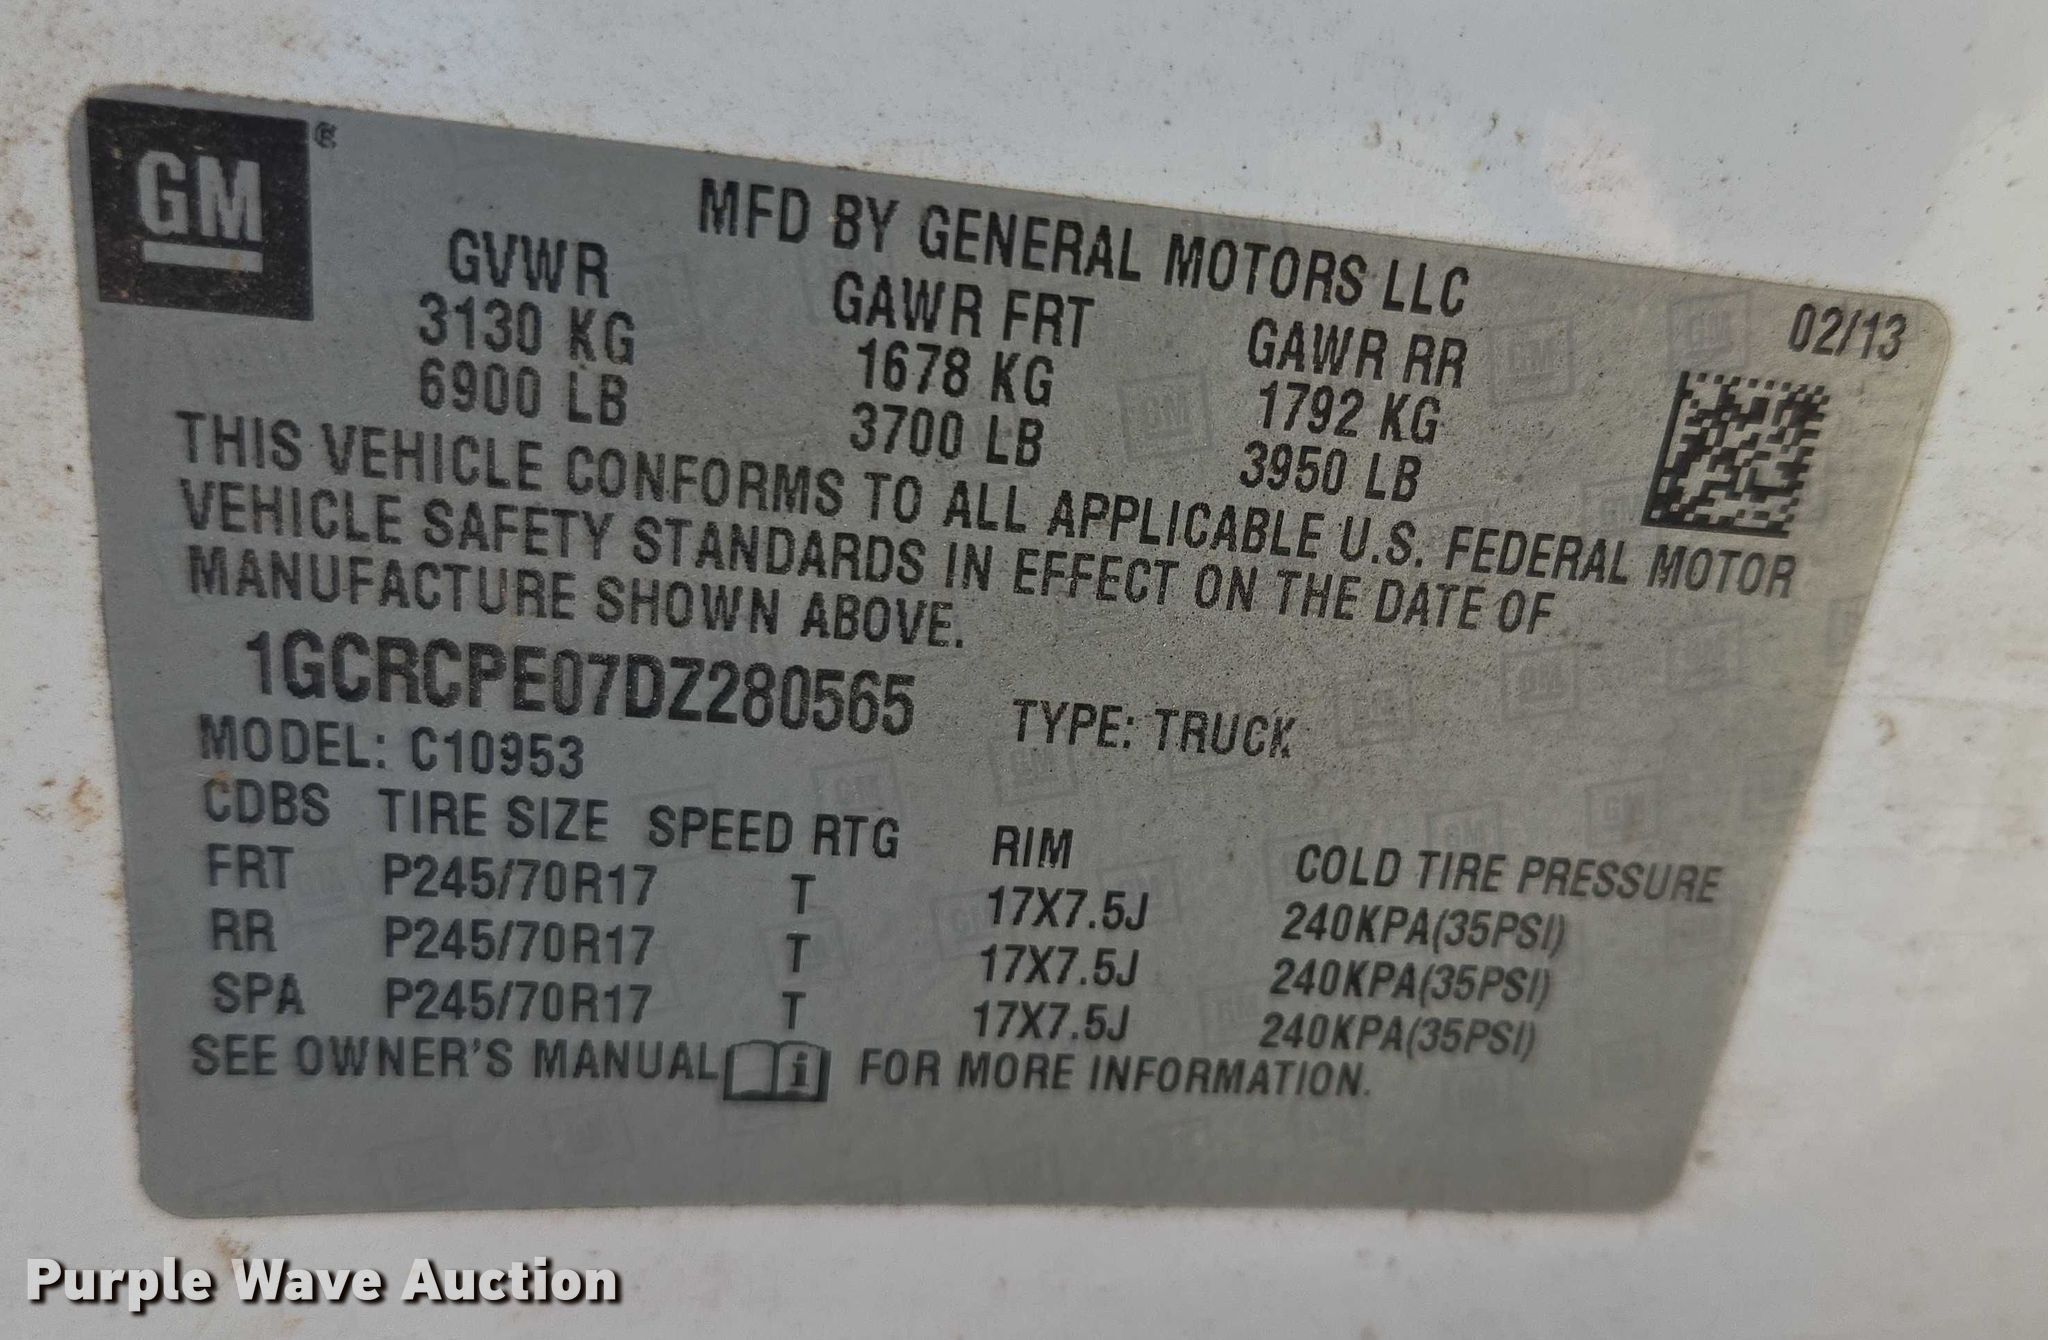 GM®
MFD BY GENERAL MOTORS LLC
02/13
GVWR GAWR FRT GAWR RR
3130 KG 1678 KG 1792 KG
6900 LB 3700 LB 3950 LB
THIS VEHICLE CONFORMS TO ALL APPLICABLE U.S. FEDERAL MOTOR
VEHICLE SAFETY STANDARDS IN EFFECT ON THE DATE OF
MANUFACTURE SHOWN ABOVE.
1GCRCPE07DZ280565 TYPE: TRUCK
MODEL: C10953
CDBS TIRE SIZE SPEED RTG RIM COLD TIRE PRESSURE
FRT P245/70R17 T 17X7.5J 240KPA(35PSI)
RR P245/70R17 T 17X7.5J 240KPA(35PSI)
SPA P245/70R17 T 17X7.5J 240KPA(35PSI)
SEE OWNER'S MANUAL i FOR MORE INFORMATION.
Purple Wave Auction